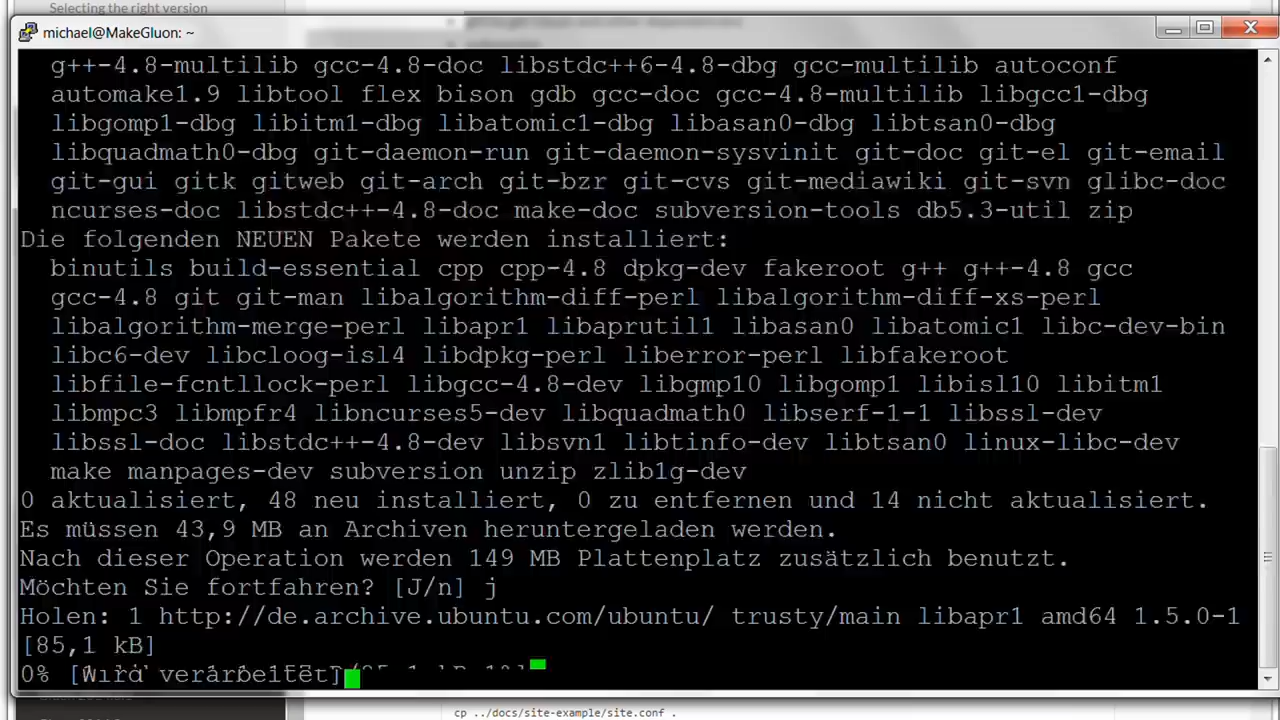 Selecting the right version
michael@MakeGluon: ~
g++-4.8-multilib gcc-4.8-doc libstdc++6-4.8-dbg gcc-multilib autoconf
automake1.9 libtool flex bison gdb gcc-doc gcc-4.8-multilib libgcc1-dbg
libgomp1-dbg libitm1-dbg libatomic1-dbg libasan0-dbg libtsan0-dbg
libquadmath0-dbg git-daemon-run git-daemon-sysvinit git-doc git-el git-email
git-gui gitk gitweb git-arch git-bzr git-cvs git-mediawiki git-svn glibc-doc
ncurses-doc libstdc++-4.8-doc make-doc subversion-tools db5.3-util zip
Die folgenden NEUEN Pakete werden installiert:
binutils build-essential cpp cpp-4.8 dpkg-dev fakeroot g++ g++-4.8 gcc
gcc-4.8 git git-man libalgorithm-diff-perl libalgorithm-diff-xs-perl
libalgorithm-merge-perl libapr1 libaprutil1 libasan0 libatomic1 libc-dev-bin
libc6-dev libcloog-isl4 libdpkg-perl liberror-perl libfakeroot
libfile-fcntllock-perl libgcc-4.8-dev libgmp10 libgomp1 libisl10 libitm1
libmpc3 libmpfr4 libncurses5-dev libquadmath0 libserf-1-1 libssl-dev
libssl-doc libstdc++-4.8-dev libsvn1 libtinfo-dev libtsan0 linux-libc-dev
make manpages-dev subversion unzip zlib1g-dev
0 aktualisiert, 48 neu installiert, 0 zu entfernen und 14 nicht aktualisiert.
Es müssen 43,9 MB an Archiven heruntergeladen werden.
Nach dieser Operation werden 149 MB Plattenplatz zusätzlich benutzt.
Möchten Sie fortfahren? [J/n] j
Holen: 1 http://de.archive.ubuntu.com/ubuntu/ trusty/main libapr1 amd64 1.5.0-1
[85,1 kB]
0% [Wird verarbeitet]
cp ../docs/site-example/site.conf .